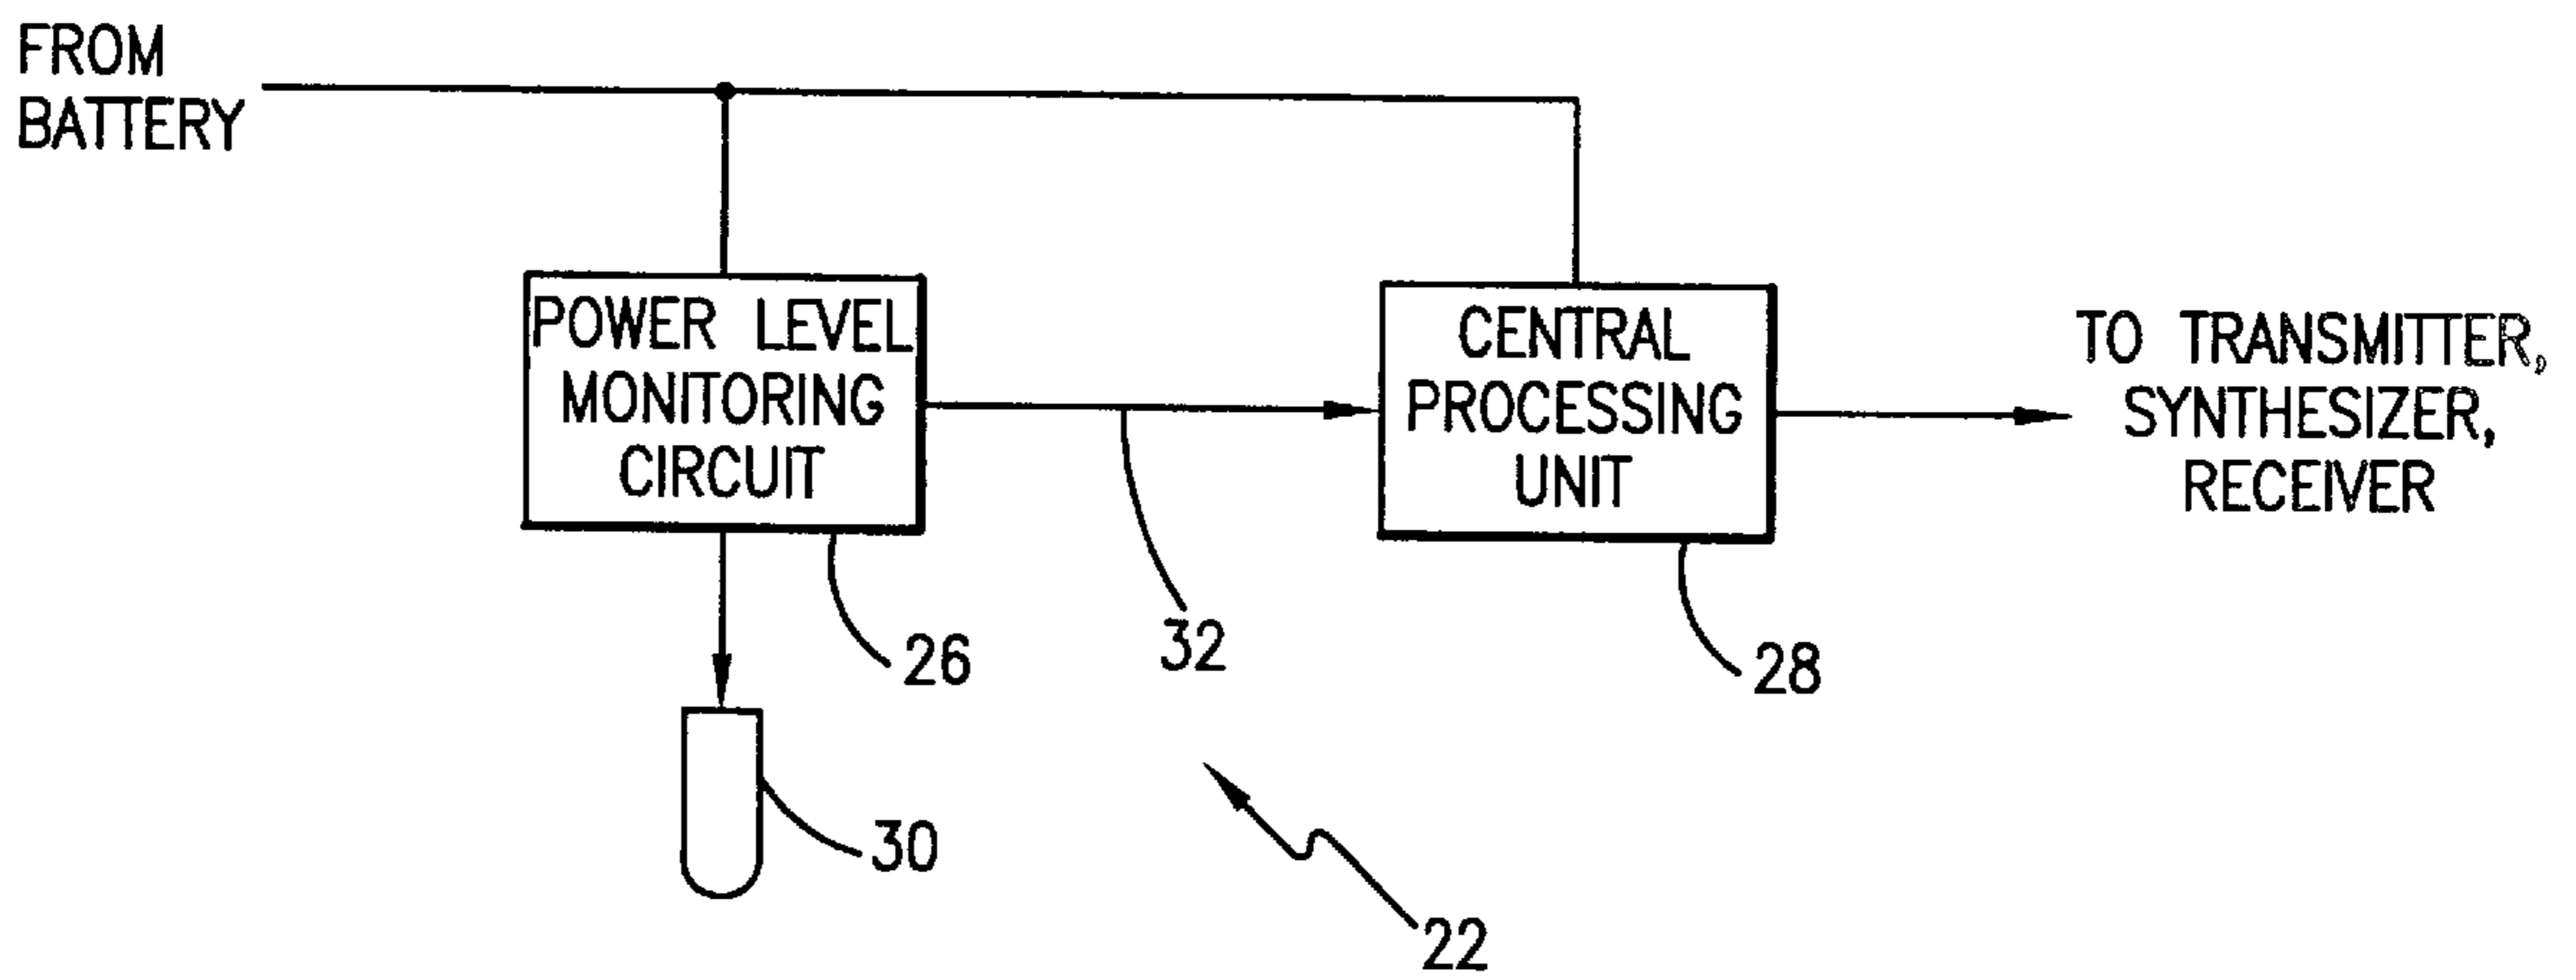 FROM
BATTERY
POWER LEVEL
MONITORING
CIRCUIT
CENTRAL
PROCESSING
UNIT
TO TRANSMITTER,
SYNTHESIZER,
RECEIVER
26
32
28
30
22